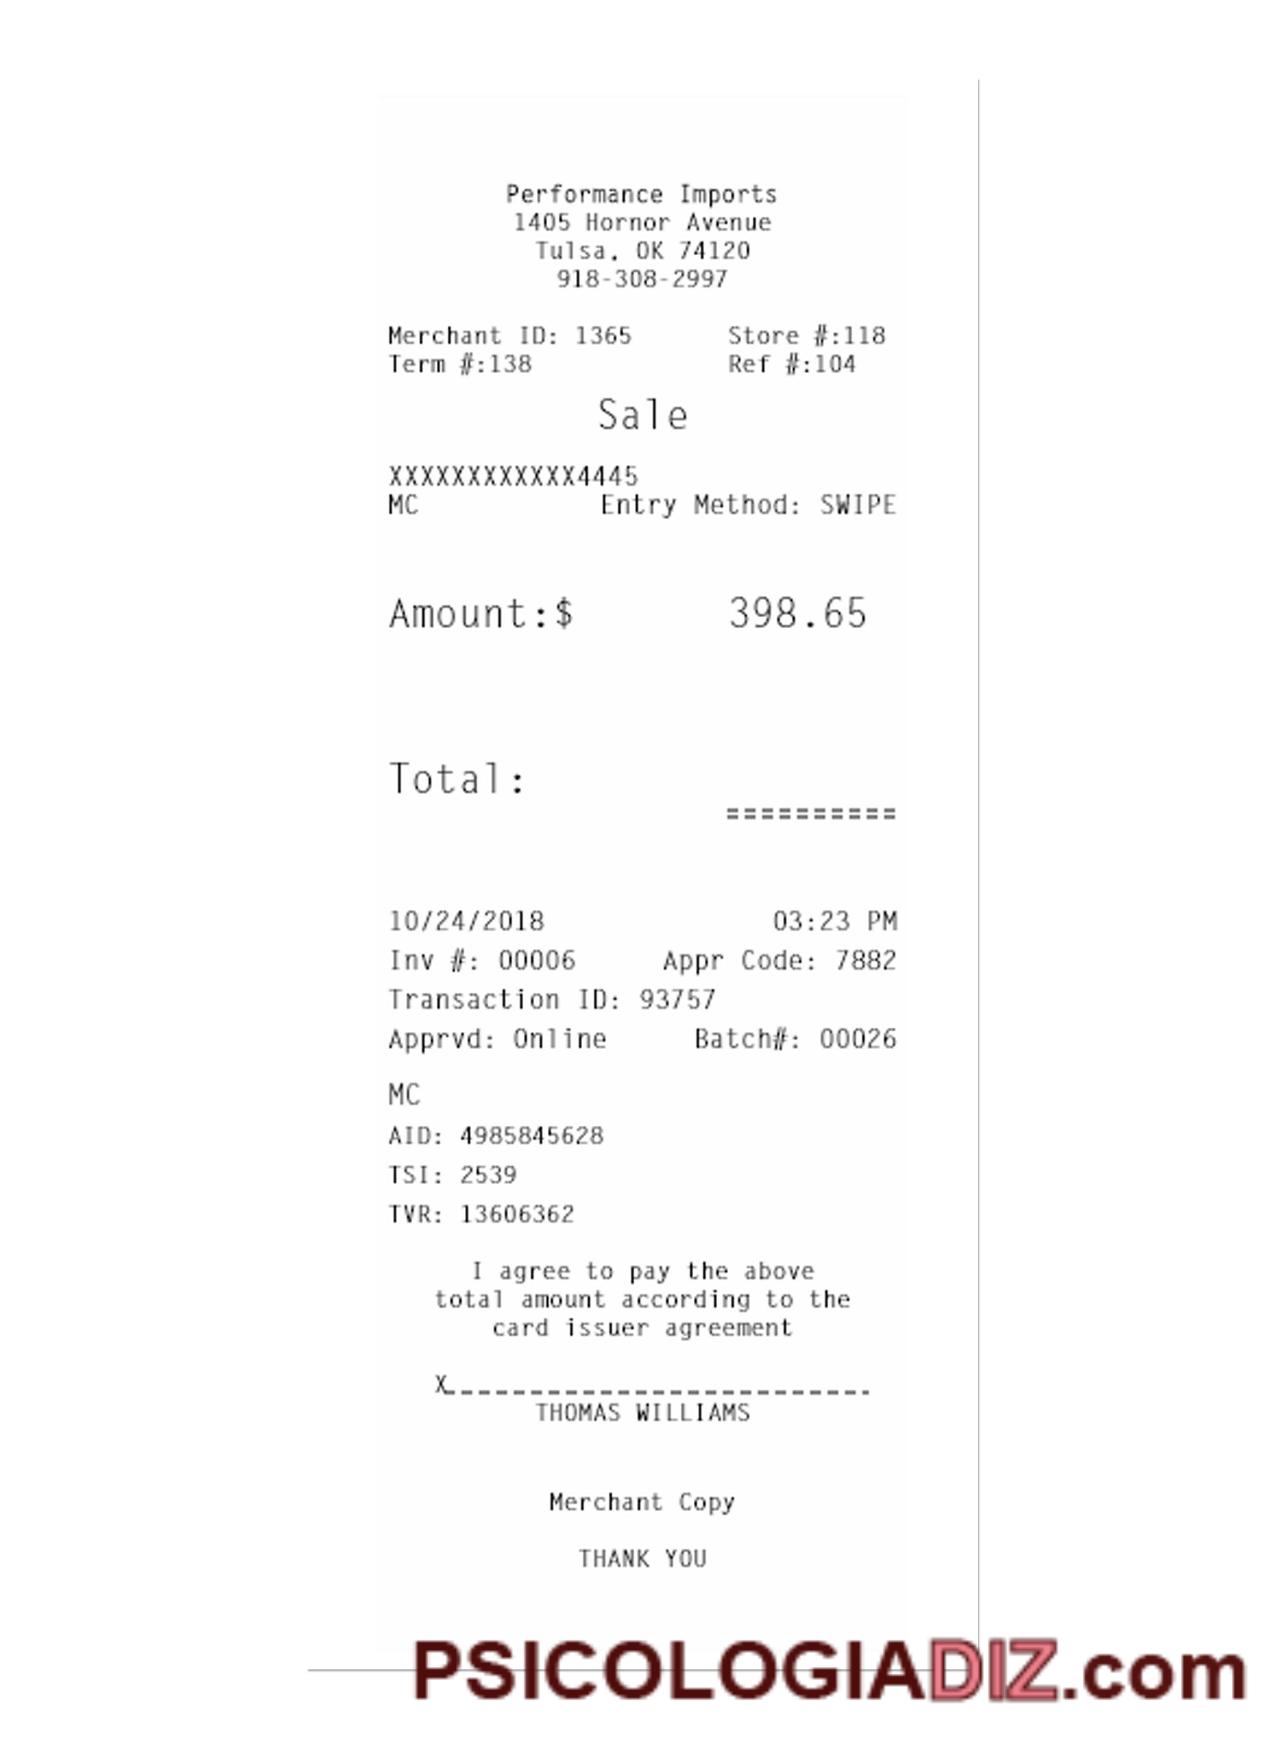 Performance Imports
1405 Hornor Avenue
Tulsa, OK 74120
918-308-2997
Merchant ID: 1365 Store #:118
Term #:138 Ref #:104
Sale
XXXXXXXXXXXX4445
MC Entry Method: SWIPE
Amount:$ 398.65
Total:
==========
10/24/2018 03:23 PM
Inv #: 00006 Appr Code: 7882
Transaction ID: 93757
Apprvd: Online Batch#: 00026
MC
AID: 4985845628
TSI: 2539
TVR: 13606362
I agree to pay the above
total amount according to the
card issuer agreement
X___________________________
THOMAS WILLIAMS
Merchant Copy
THANK YOU
PSICOLOGIADIZ.com